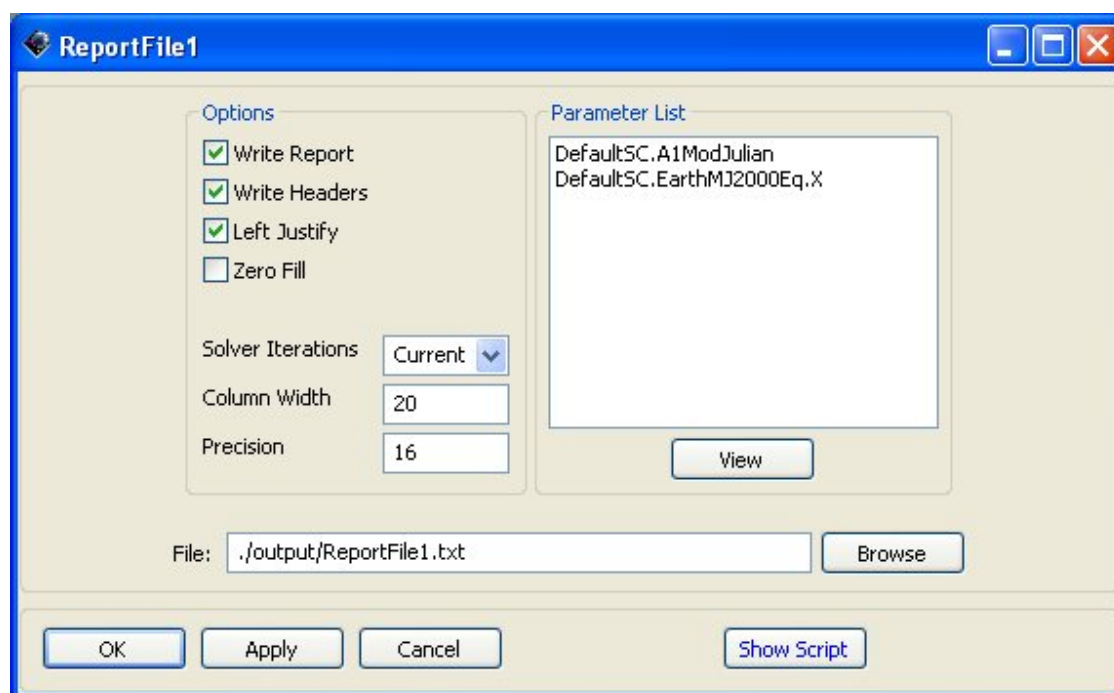 ReportFile1
Options
Write Report
Write Headers
Left Justify
Zero Fill
Solver Iterations Current
Column Width 20
Precision 16
Parameter List
DefaultSC.A1ModJulian
DefaultSC.EarthMJ2000Eq.X
View
File: ./output/ReportFile1.txt Browse
OK Apply Cancel Show Script